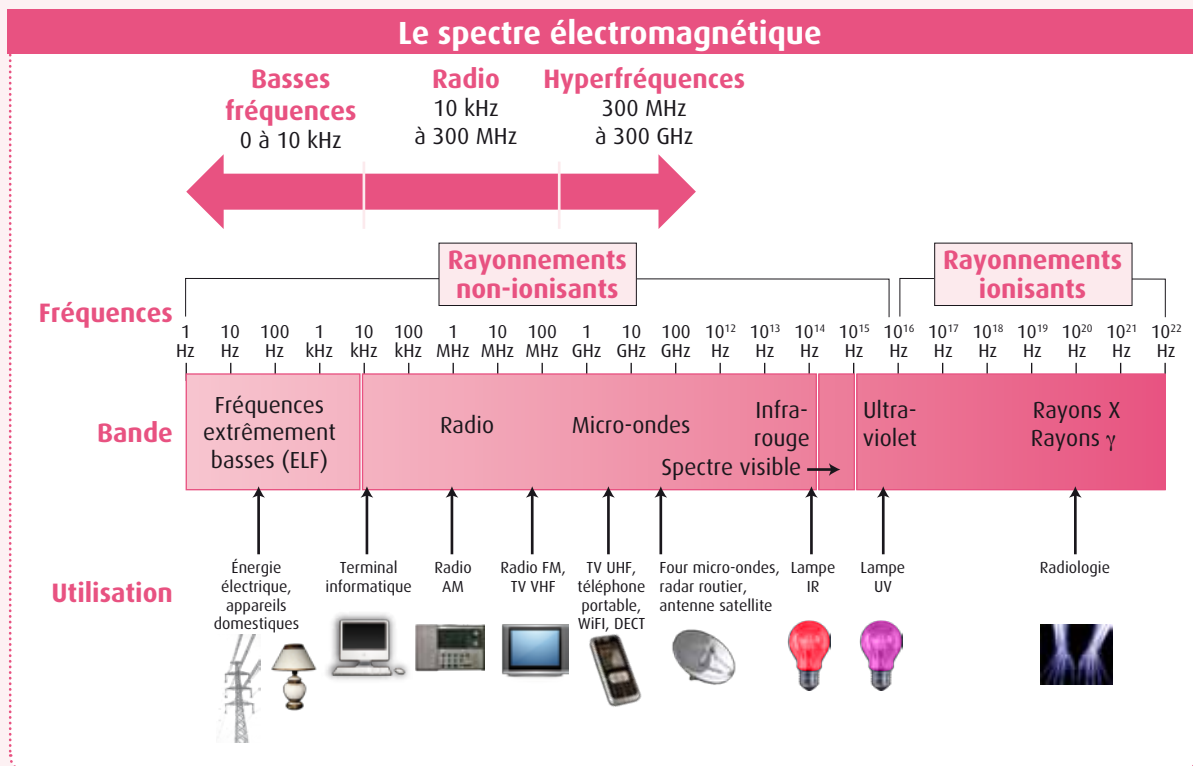 Le spectre électromagnétique
Basses
fréquences
0 à 10 kHz
Radio
10 kHz
à 300 MHz
Hyperfréquences
300 MHz
à 300 GHz
Rayonnements
non-ionisants
Rayonnements
ionisants
Fréquences
1 10 100 1 10 100 1 10 100 1 10 100 10¹² 10¹³ 10¹⁴ 10¹⁵ 10¹⁶ 10¹⁷ 10¹⁸ 10¹⁹ 10²⁰ 10²¹ 10²²
Hz Hz Hz kHz kHz kHz MHz MHz MHz GHz GHz GHz Hz Hz Hz Hz Hz Hz Hz Hz Hz Hz Hz
Bande
Fréquences
extrêmement
basses (ELF)
Radio
Micro-ondes
Infra-
rouge
Spectre visible
Ultra-
violet
Rayons X
Rayons γ
Utilisation
Énergie
électrique,
appareils
domestiques
Terminal
informatique
Radio
AM
Radio FM,
TV VHF
TV UHF,
téléphone
portable,
WiFI, DECT
Four micro-ondes,
radar routier,
antenne satellite
Lampe
IR
Lampe
UV
Radiologie